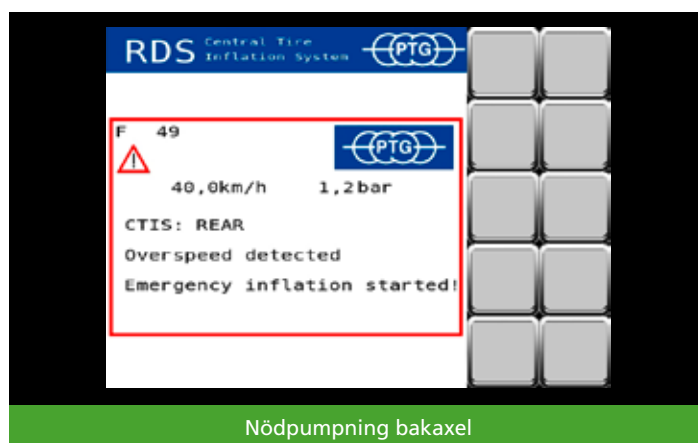 RDS Central Tire Inflation System PTG
F 49
PTG
40,0km/h 1,2bar
CTIS: REAR
Overspeed detected
Emergency inflation started!
Nödpumpning bakaxel